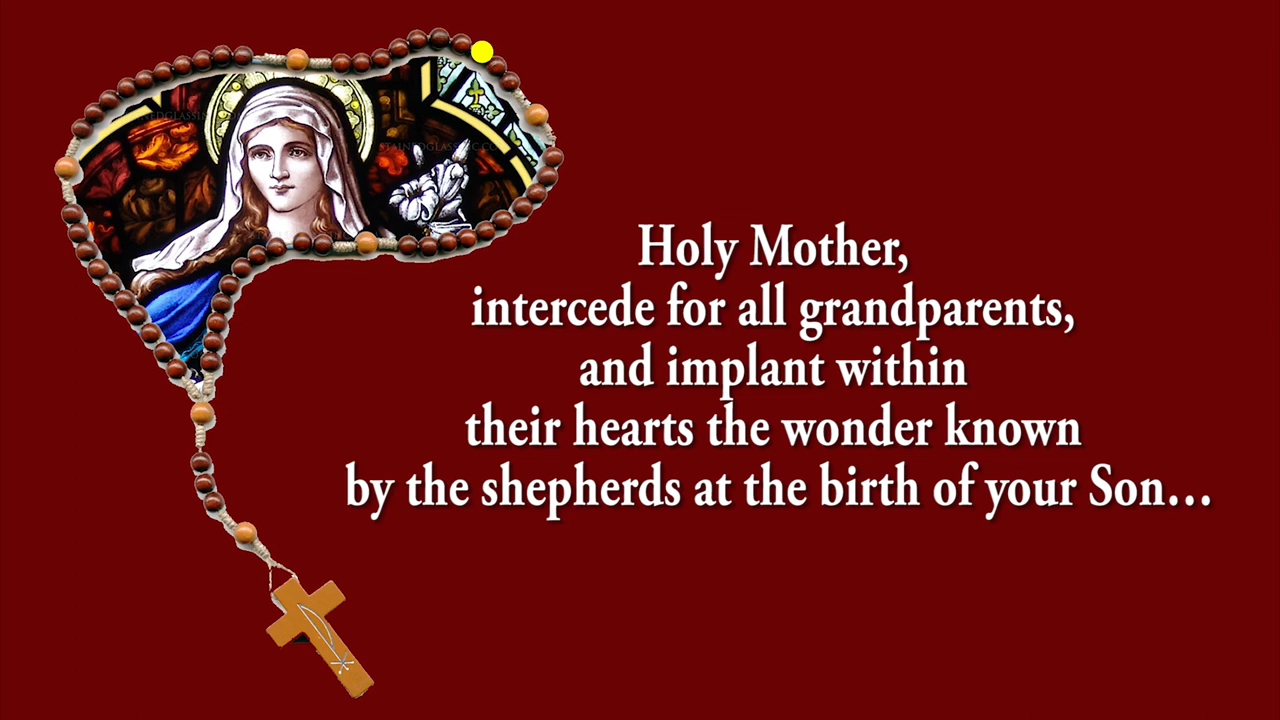 Holy Mother,
intercede for all grandparents,
and implant within
their hearts the wonder known
by the shepherds at the birth of your Son…